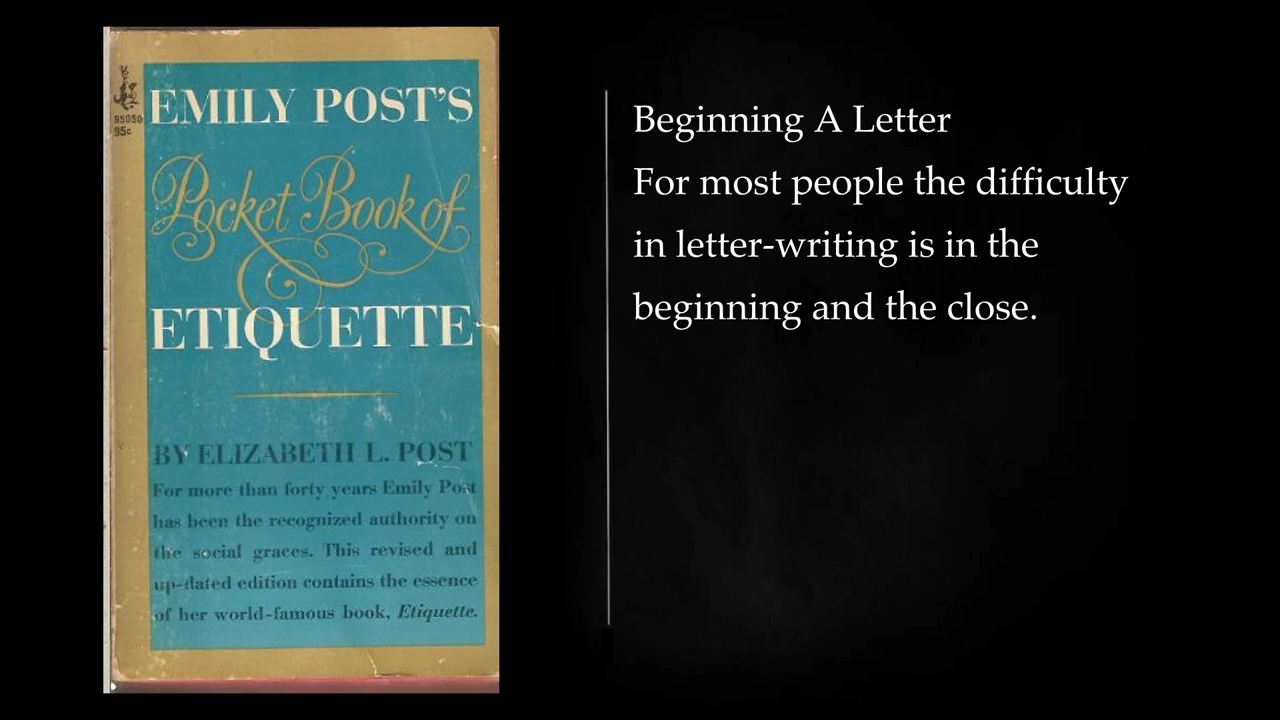 EMILY POST'S
Pocket Book of
ETIQUETTE
95050
95c
BY ELIZABETH L. POST
For more than forty years Emily Post
has been the recognized authority on
the social graces. This revised and
up-dated edition contains the essence
of her world-famous book, Etiquette.
Beginning A Letter
For most people the difficulty
in letter-writing is in the
beginning and the close.